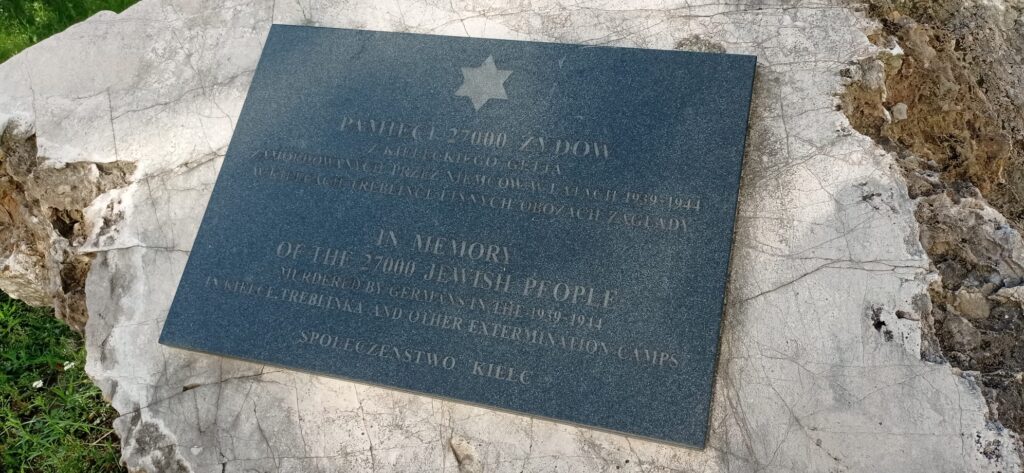 PAMIĘCI 27000 ŻYDÓW
Z KIELECKIEGO GETTA
ZAMORDOWANYCH PRZEZ NIEMCÓW W LATACH 1939-1944
W KIELCACH, TREBLINCE I INNYCH OBOZACH ZAGŁADY
IN MEMORY
OF THE 27000 JEWISH PEOPLE
MURDERED BY GERMANS IN THE 1939-1944
IN KIELCE, TREBLINKA AND OTHER EXTERMINATION CAMPS
SPOŁECZEŃSTWO KIELC